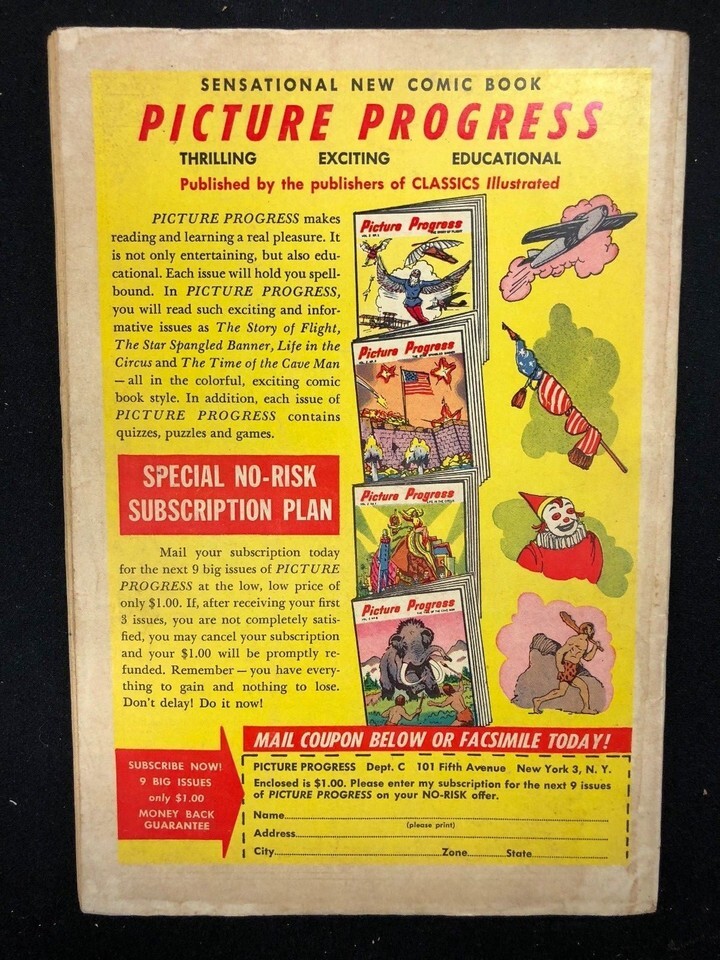 SENSATIONAL NEW COMIC BOOK
PICTURE PROGRESS
THRILLING EXCITING EDUCATIONAL
Published by the publishers of CLASSICS Illustrated
PICTURE PROGRESS makes
reading and learning a real pleasure. It
is not only entertaining, but also edu-
cational. Each issue will hold you spell-
bound. In PICTURE PROGRESS,
you will read such exciting and infor-
mative issues as The Story of Flight,
The Star Spangled Banner, Life in the
Circus and The Time of the Cave Man
—all in the colorful, exciting comic
book style. In addition, each issue of
PICTURE PROGRESS contains
quizzes, puzzles and games.
Picture Progress
Picture Progress
Picture Progress
Picture Progress
SPECIAL NO-RISK
SUBSCRIPTION PLAN
Mail your subscription today
for the next 9 big issues of PICTURE
PROGRESS at the low, low price of
only $1.00. If, after receiving your first
3 issues, you are not completely satis-
fied, you may cancel your subscription
and your $1.00 will be promptly re-
funded. Remember—you have every-
thing to gain and nothing to lose.
Don't delay! Do it now!
MAIL COUPON BELOW OR FACSIMILE TODAY!
SUBSCRIBE NOW!
9 BIG ISSUES
only $1.00
MONEY BACK
GUARANTEE
PICTURE PROGRESS Dept. C 101 Fifth Avenue New York 3, N. Y.
Enclosed is $1.00. Please enter my subscription for the next 9 issues
of PICTURE PROGRESS on your NO-RISK offer.
Name
(please print)
Address
City Zone State